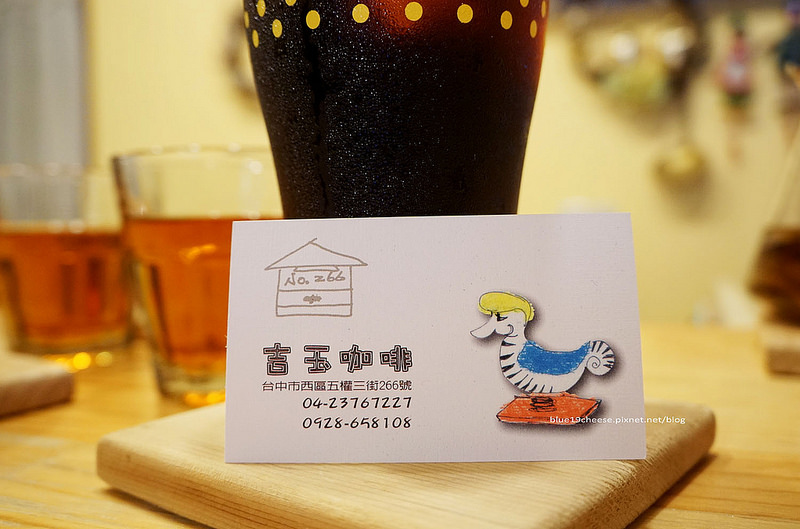 No. 266
吉玉咖啡
台中市西區五權三街266號
04-23767227
0928-658108
blue19cheese.pixnet.net/blog